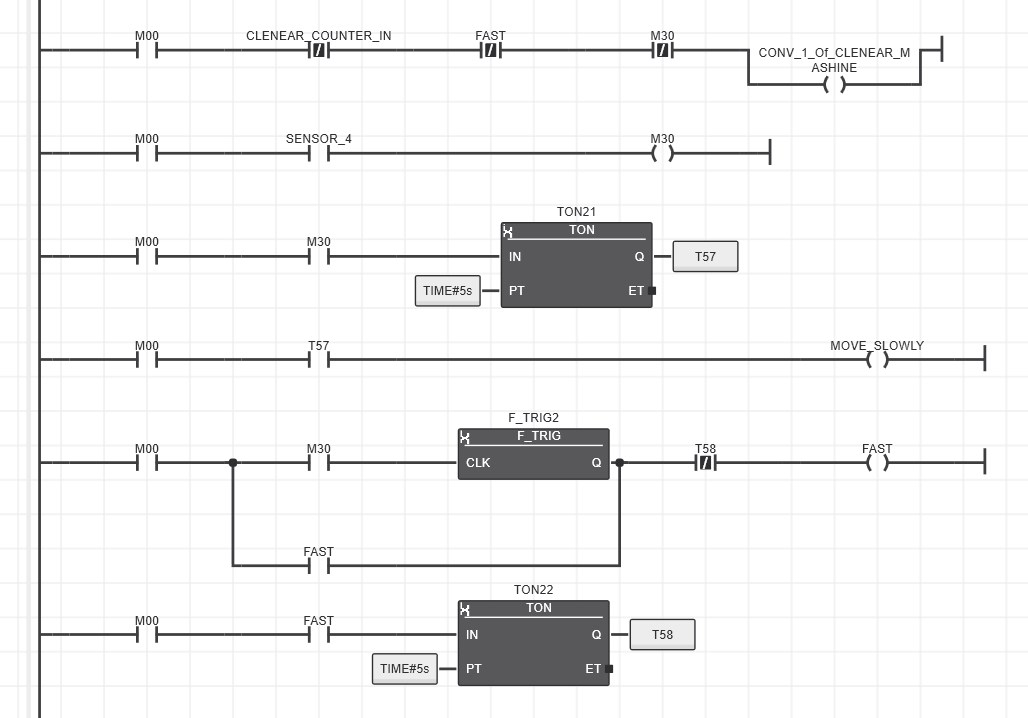 M00 CLENEAR_COUNTER_IN FAST M30
CONV_1_Of_CLENEAR_M
ASHINE
M00 SENSOR_4 M30
TON21
TON
M00 M30
IN Q T57
TIME#5s PT ET
M00 T57 MOVE_SLOWLY
F_TRIG2
F_TRIG
M00 M30 T58 FAST
CLK Q
FAST
TON22
TON
M00 FAST
IN Q T58
TIME#5s PT ET